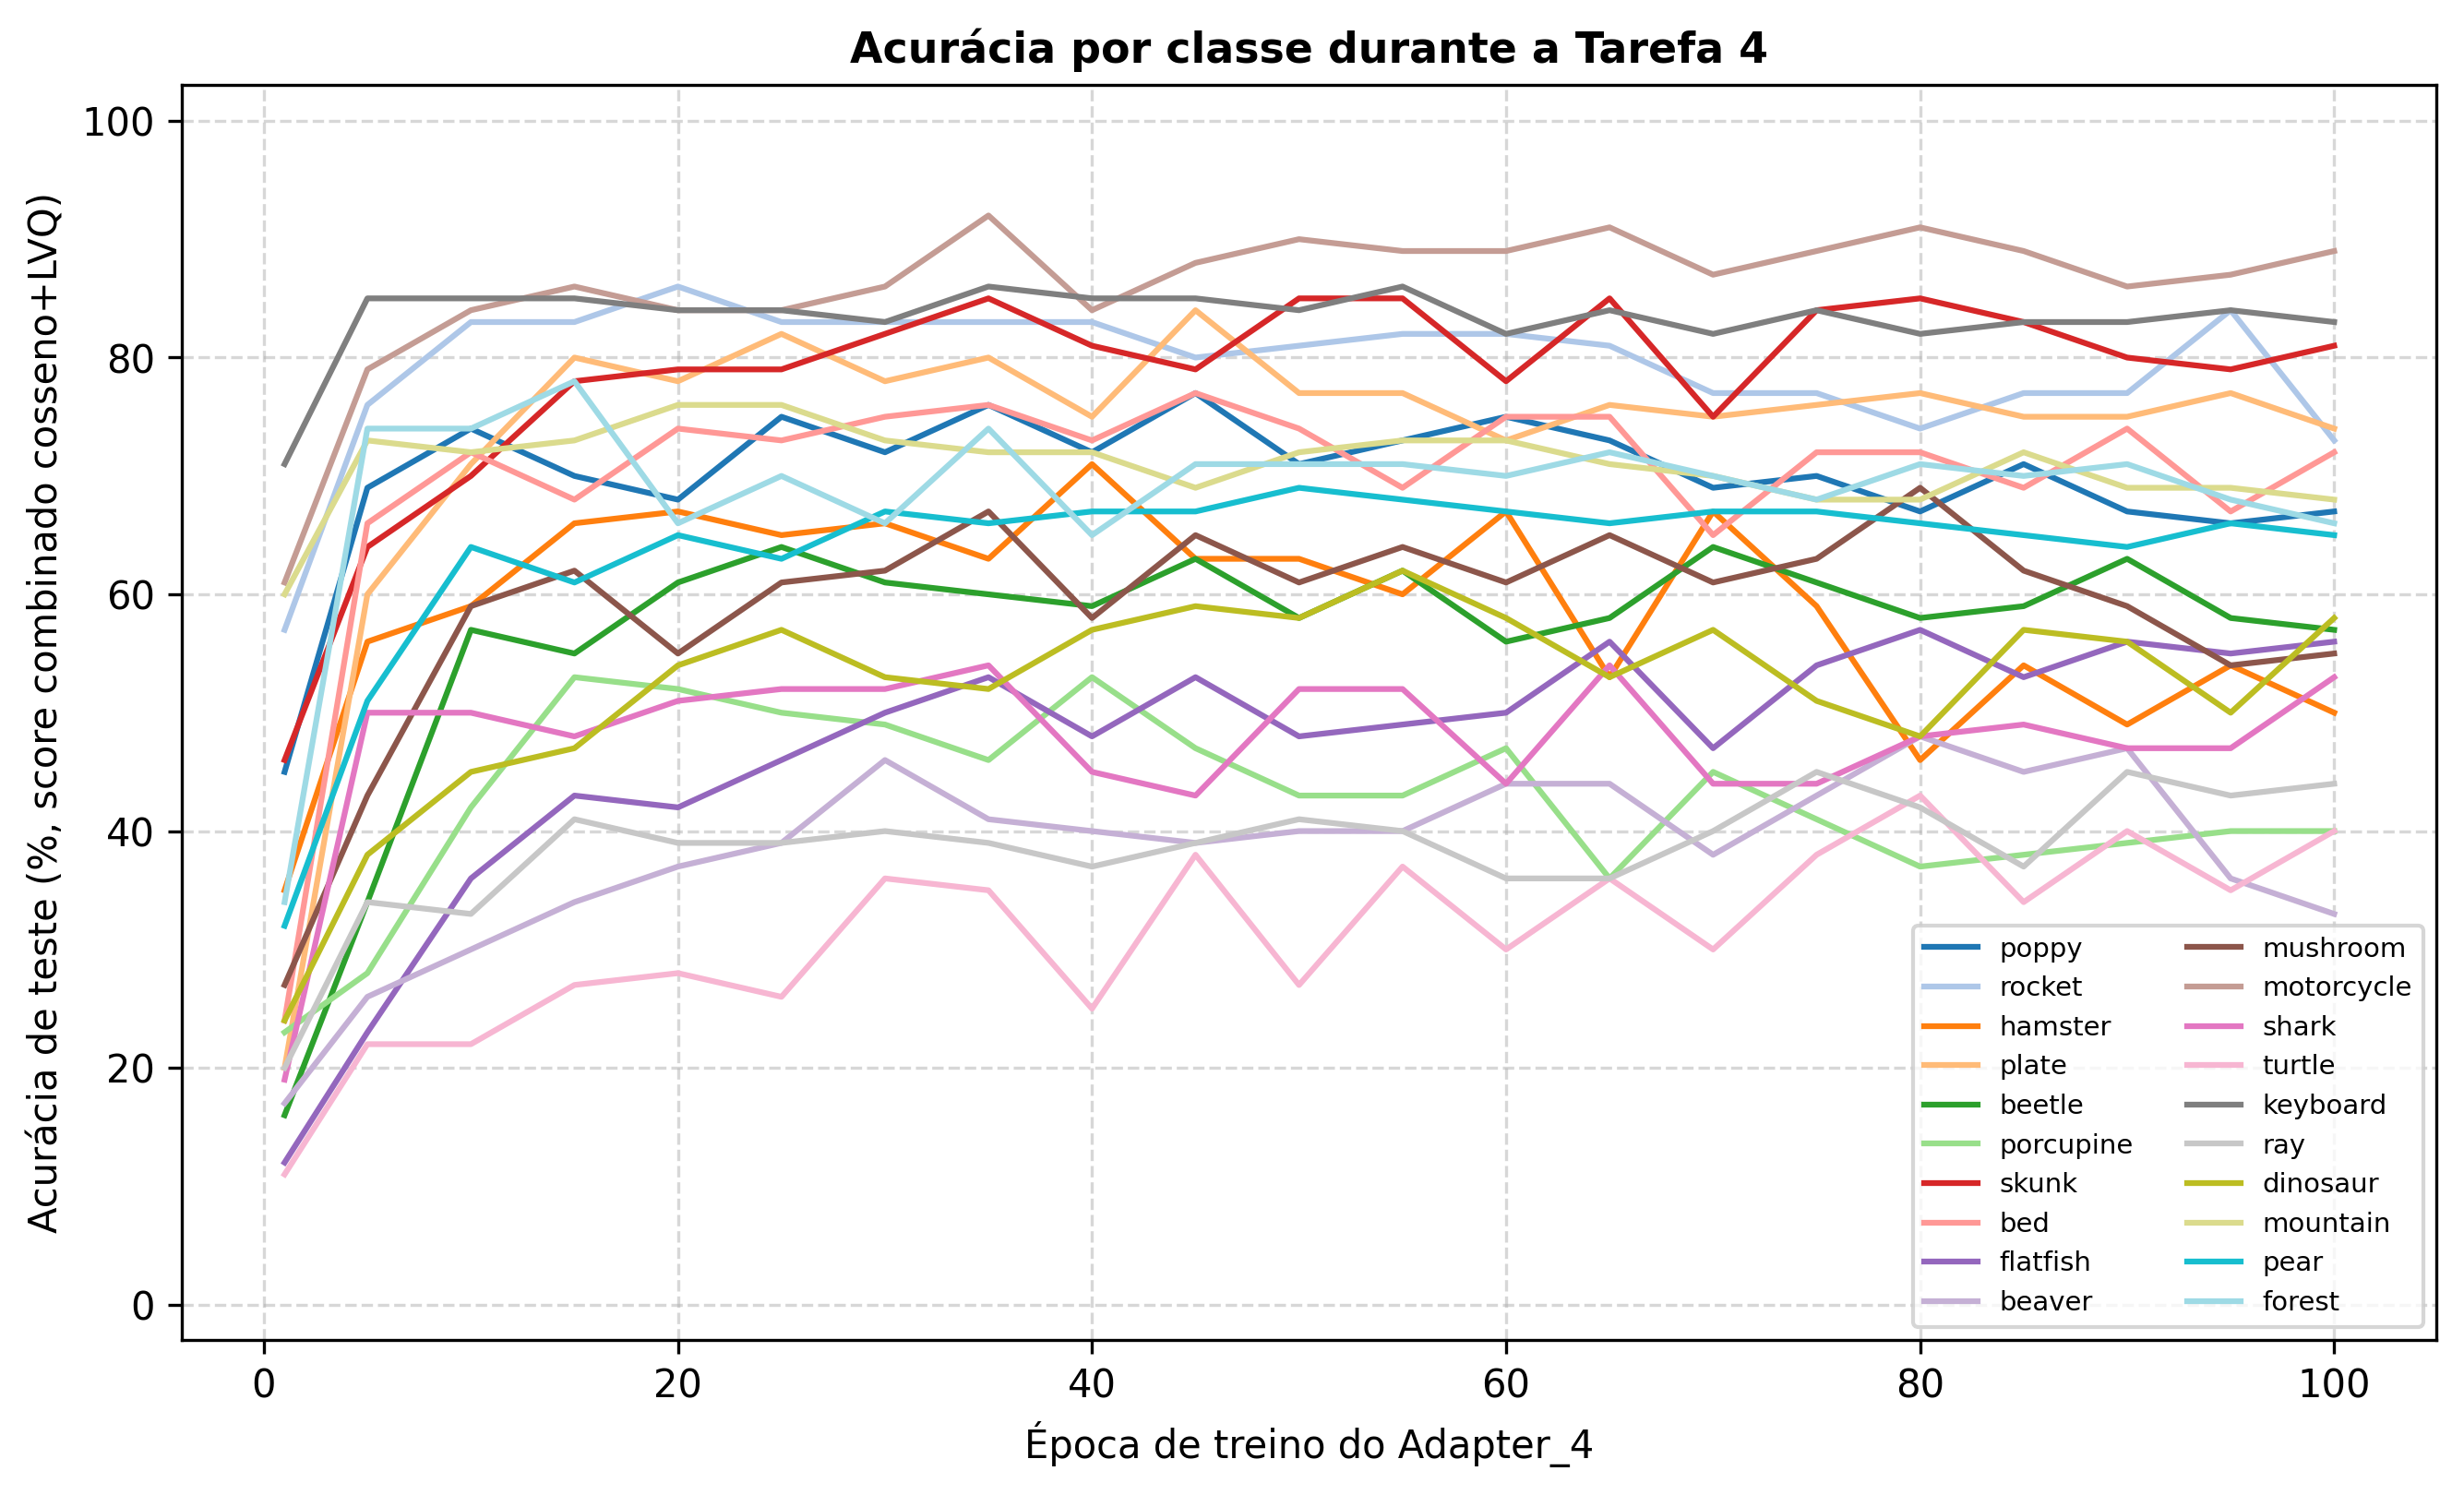 Acurácia por classe durante a Tarefa 4
Acurácia de teste (%, score combinado cosseno+LVQ)
100
80
60
40
20
0
0
20
40
60
80
100
Época de treino do Adapter_4
poppy
rocket
hamster
plate
beetle
porcupine
skunk
bed
flatfish
beaver
mushroom
motorcycle
shark
turtle
keyboard
ray
dinosaur
mountain
pear
forest